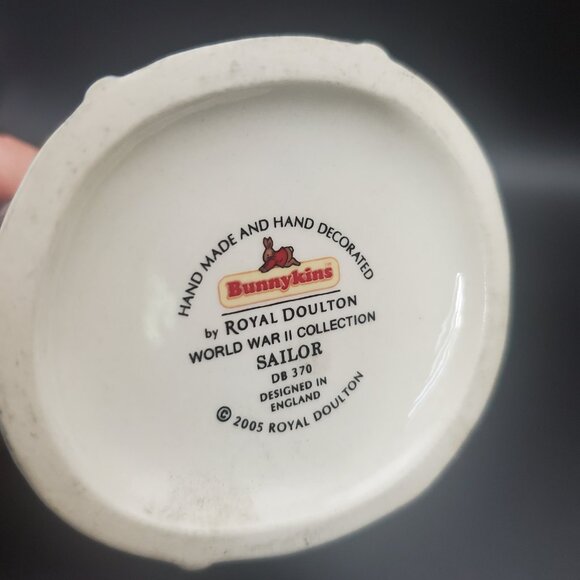 HAND MADE AND HAND DECORATED
Bunnykins
by ROYAL DOULTON
WORLD WAR II COLLECTION
SAILOR
DB 370
DESIGNED IN
ENGLAND
© 2005 ROYAL DOULTON